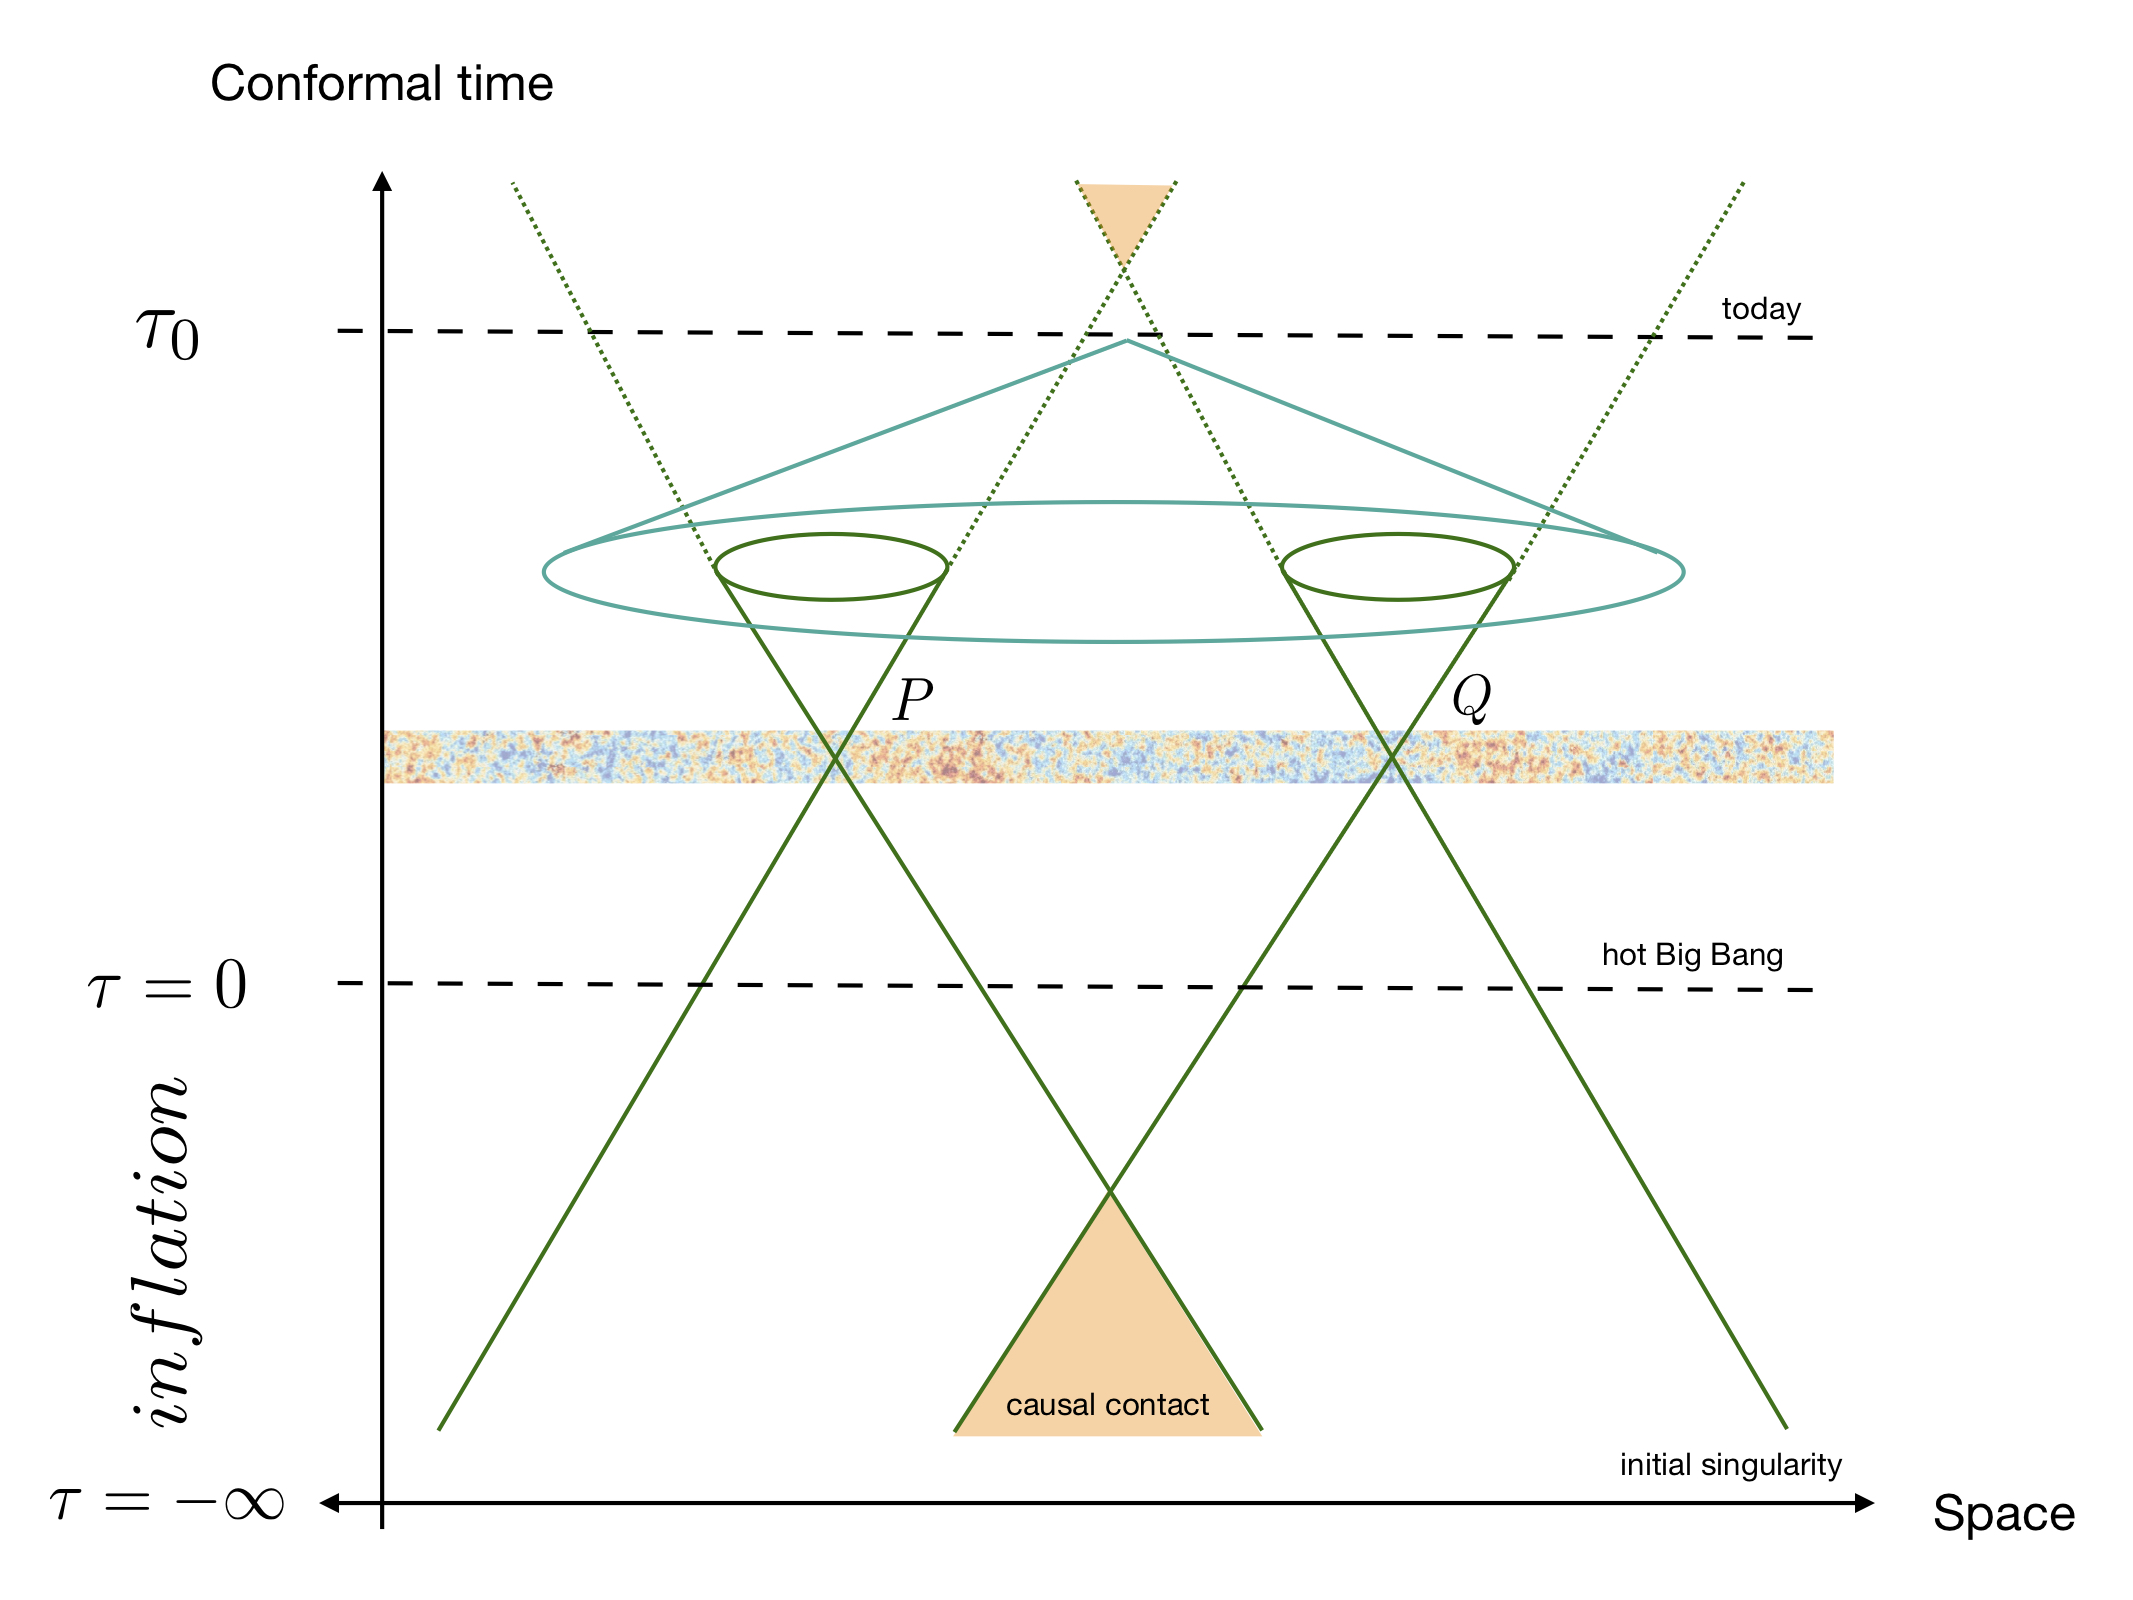 Conformal time
τ₀
today
P
Q
hot Big Bang
τ = 0
inflation
causal contact
initial singularity
τ = −∞
Space